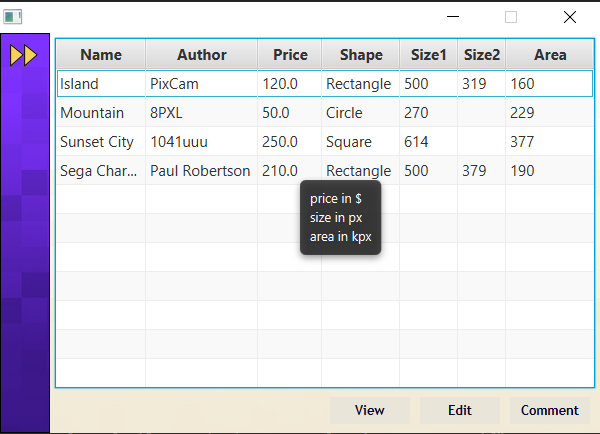 Name Author Price Shape Size1 Size2 Area
Island PixCam 120.0 Rectangle 500 319 160
Mountain 8PXL 50.0 Circle 270 229
Sunset City 1041uuu 250.0 Square 614 377
Sega Char... Paul Robertson 210.0 Rectangle 500 379 190
price in $
size in px
area in kpx
View Edit Comment